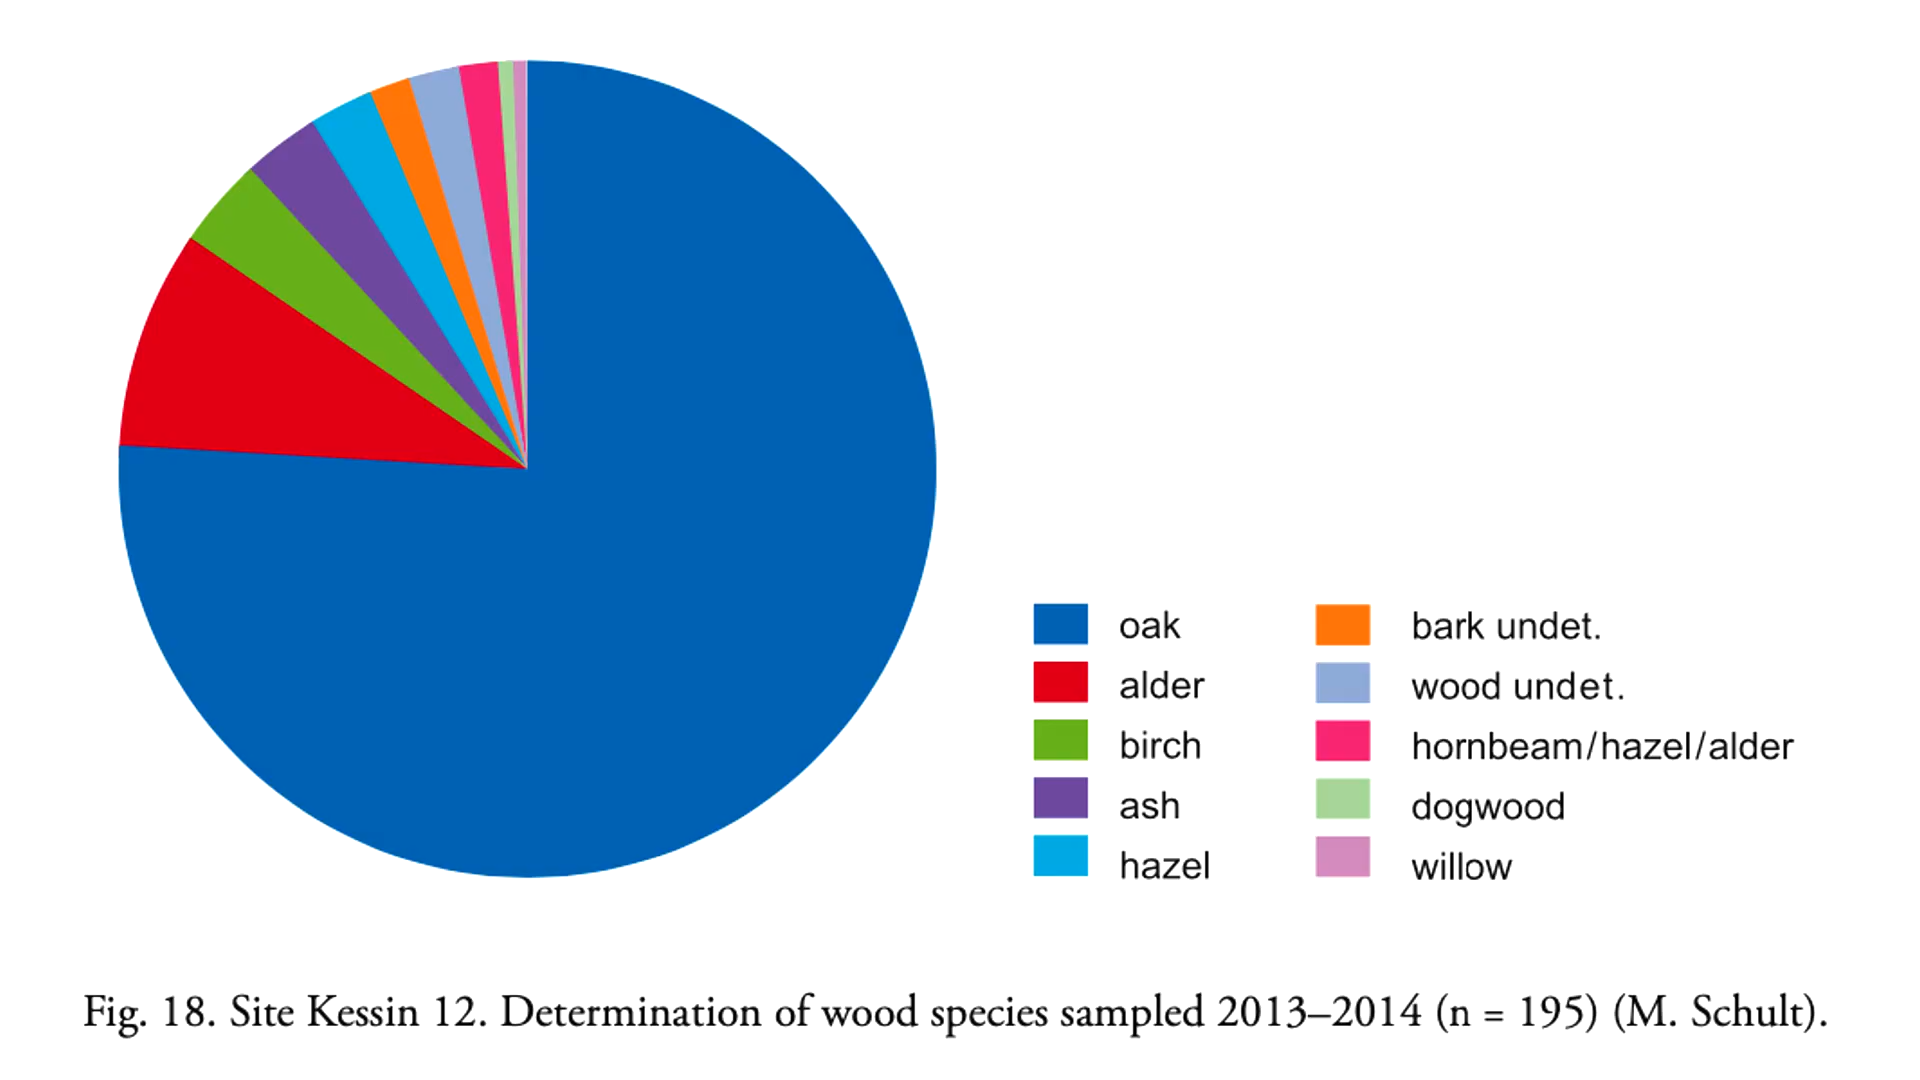 oak
alder
birch
ash
hazel
bark undet.
wood undet.
hornbeam/hazel/alder
dogwood
willow
Fig. 18. Site Kessin 12. Determination of wood species sampled 2013–2014 (n = 195) (M. Schult).